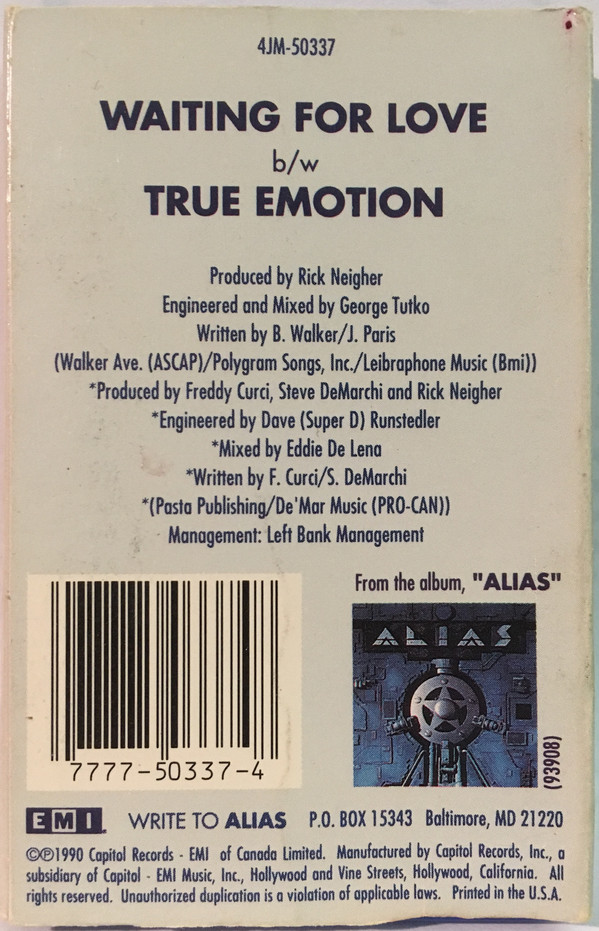 4JM-50337
WAITING FOR LOVE
b/w
TRUE EMOTION
Produced by Rick Neigher
Engineered and Mixed by George Tutko
Written by B. Walker/J. Paris
(Walker Ave. (ASCAP)/Polygram Songs, Inc./Leibraphone Music (Bmi))
*Produced by Freddy Curci, Steve DeMarchi and Rick Neigher
*Engineered by Dave (Super D) Runstedler
*Mixed by Eddie De Lena
*Written by F. Curci/S. DeMarchi
*(Pasta Publishing/De'Mar Music (PRO-CAN))
Management: Left Bank Management
From the album, "ALIAS"
ALIAS
(93908)
7777-50337-4
EMI. WRITE TO ALIAS P.O. BOX 15343 Baltimore, MD 21220
©℗1990 Capitol Records - EMI of Canada Limited. Manufactured by Capitol Records, Inc., a
subsidiary of Capitol - EMI Music, Inc., Hollywood and Vine Streets, Hollywood, California. All
rights reserved. Unauthorized duplication is a violation of applicable laws. Printed in the U.S.A.